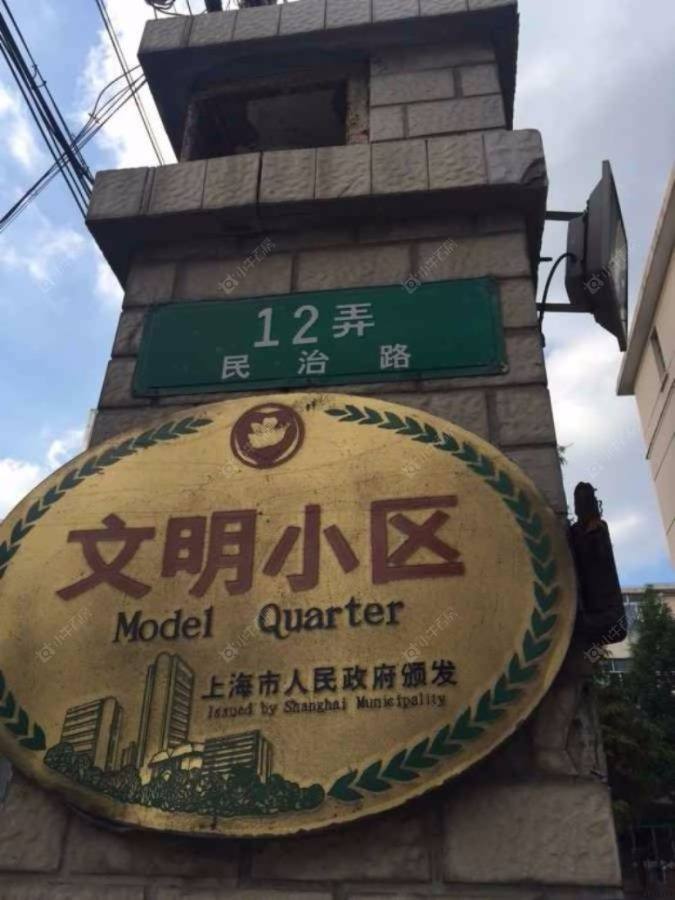 12弄
民治路
文明小区
Model Quarter
上海市人民政府颁发
Issued by Shanghai Municipality